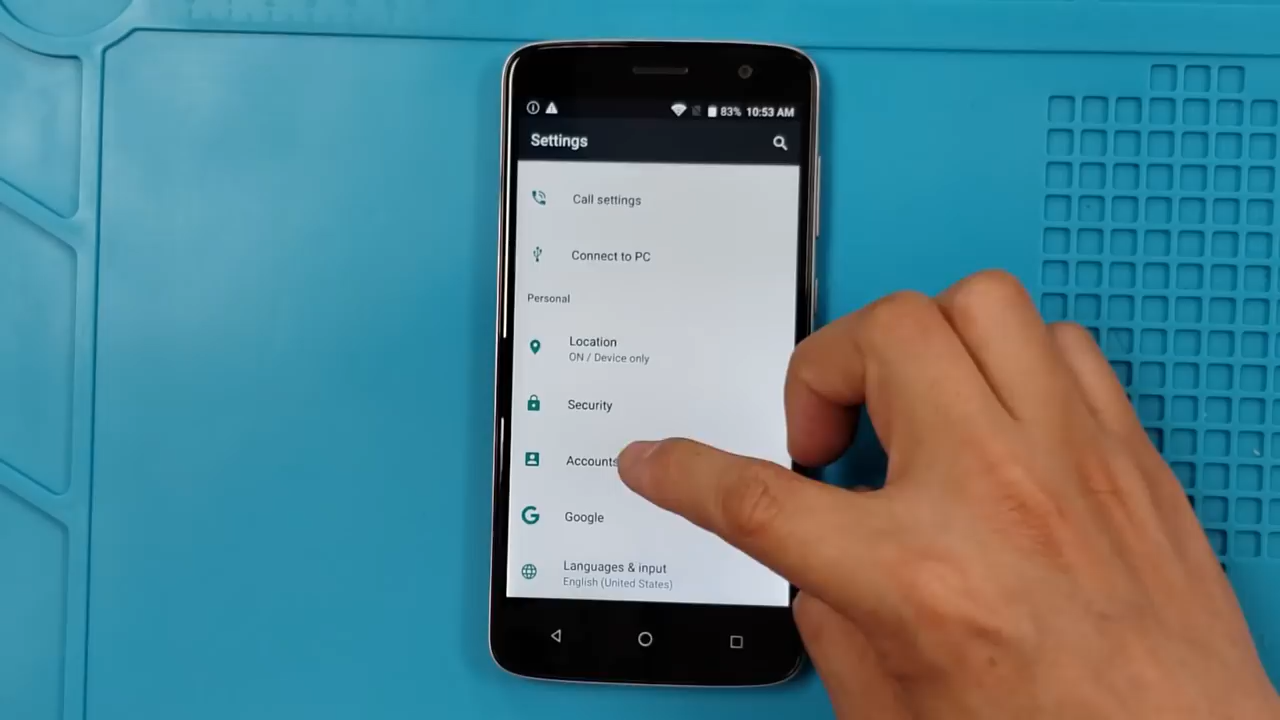 83% 10:53 AM
Settings
Call settings
Connect to PC
Personal
Location
ON / Device only
Security
Accounts
Google
Languages & input
English (United States)